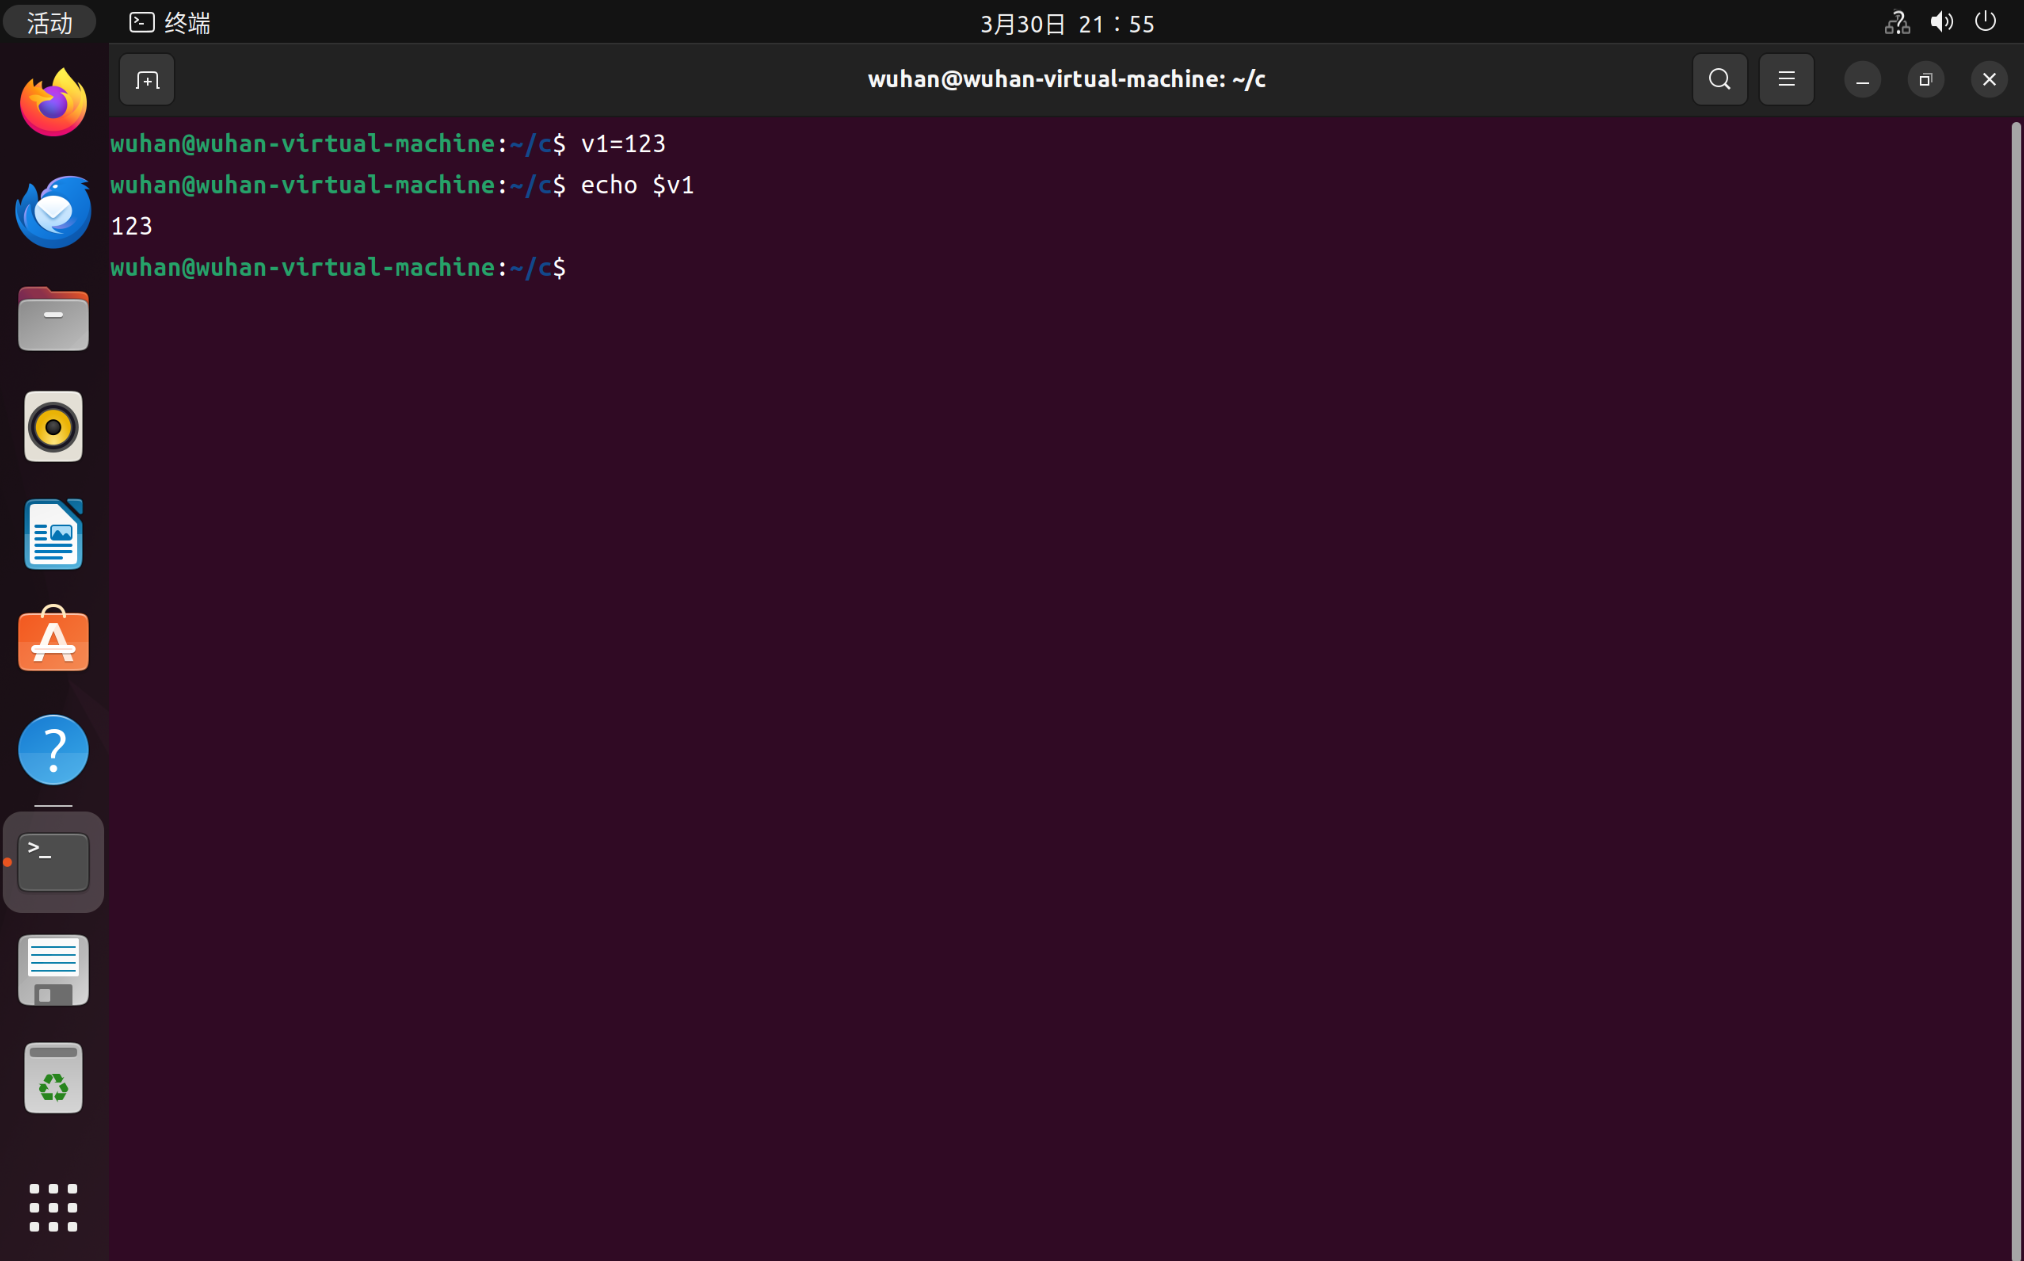 活动 终端 3月30日 21：55
wuhan@wuhan-virtual-machine: ~/c
wuhan@wuhan-virtual-machine:~/c$ v1=123
wuhan@wuhan-virtual-machine:~/c$ echo $v1
123
wuhan@wuhan-virtual-machine:~/c$